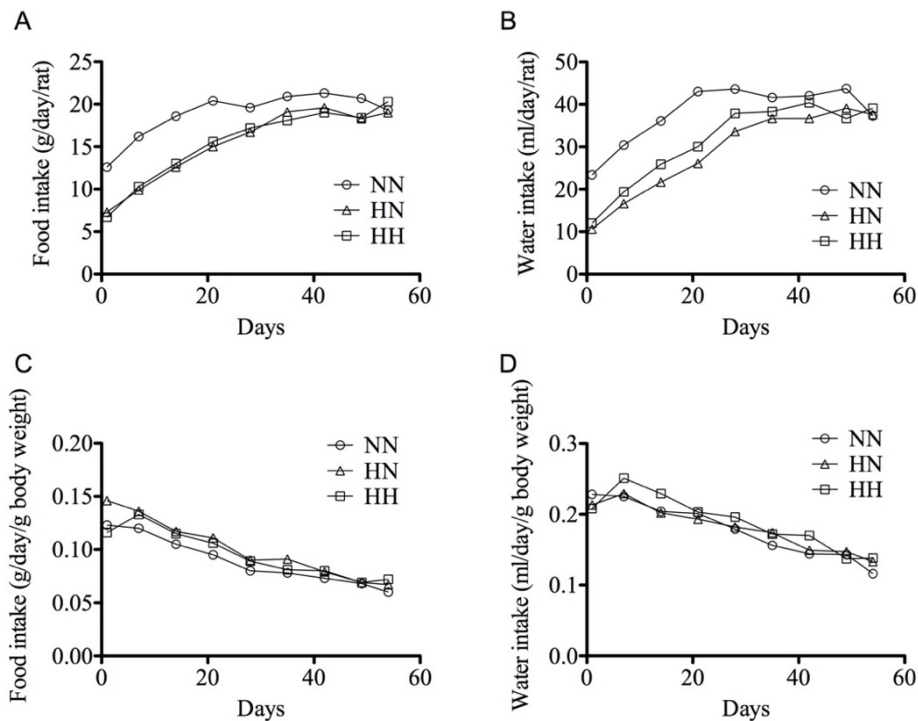 A
Food intake (g/day/rat)
25
20
15
10
5
0
0 20 40 60
Days
NN
HN
HH
B
Water intake (ml/day/rat)
50
40
30
20
10
0
0 20 40 60
Days
NN
HN
HH
C
Food intake (g/day/g body weight)
0.20
0.15
0.10
0.05
0.00
0 20 40 60
Days
NN
HN
HH
D
Water intake (ml/day/g body weight)
0.3
0.2
0.1
0.0
0 20 40 60
Days
NN
HN
HH